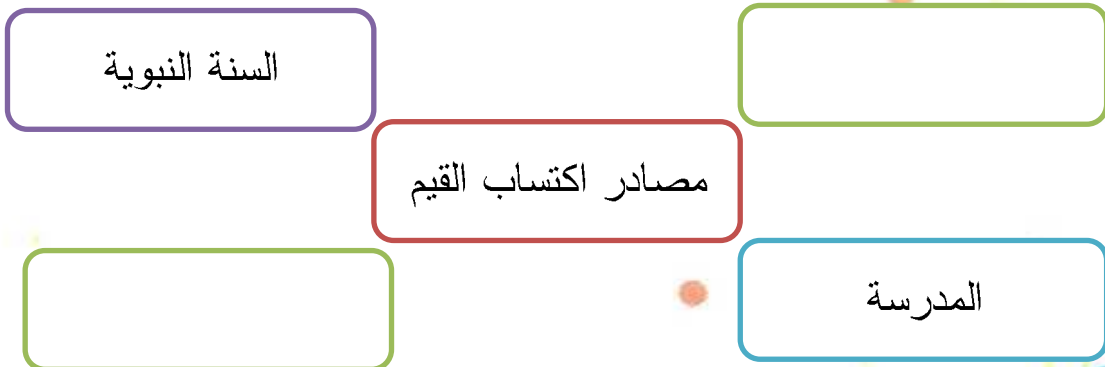 السنة النبوية
مصادر اكتساب القيم
المدرسة